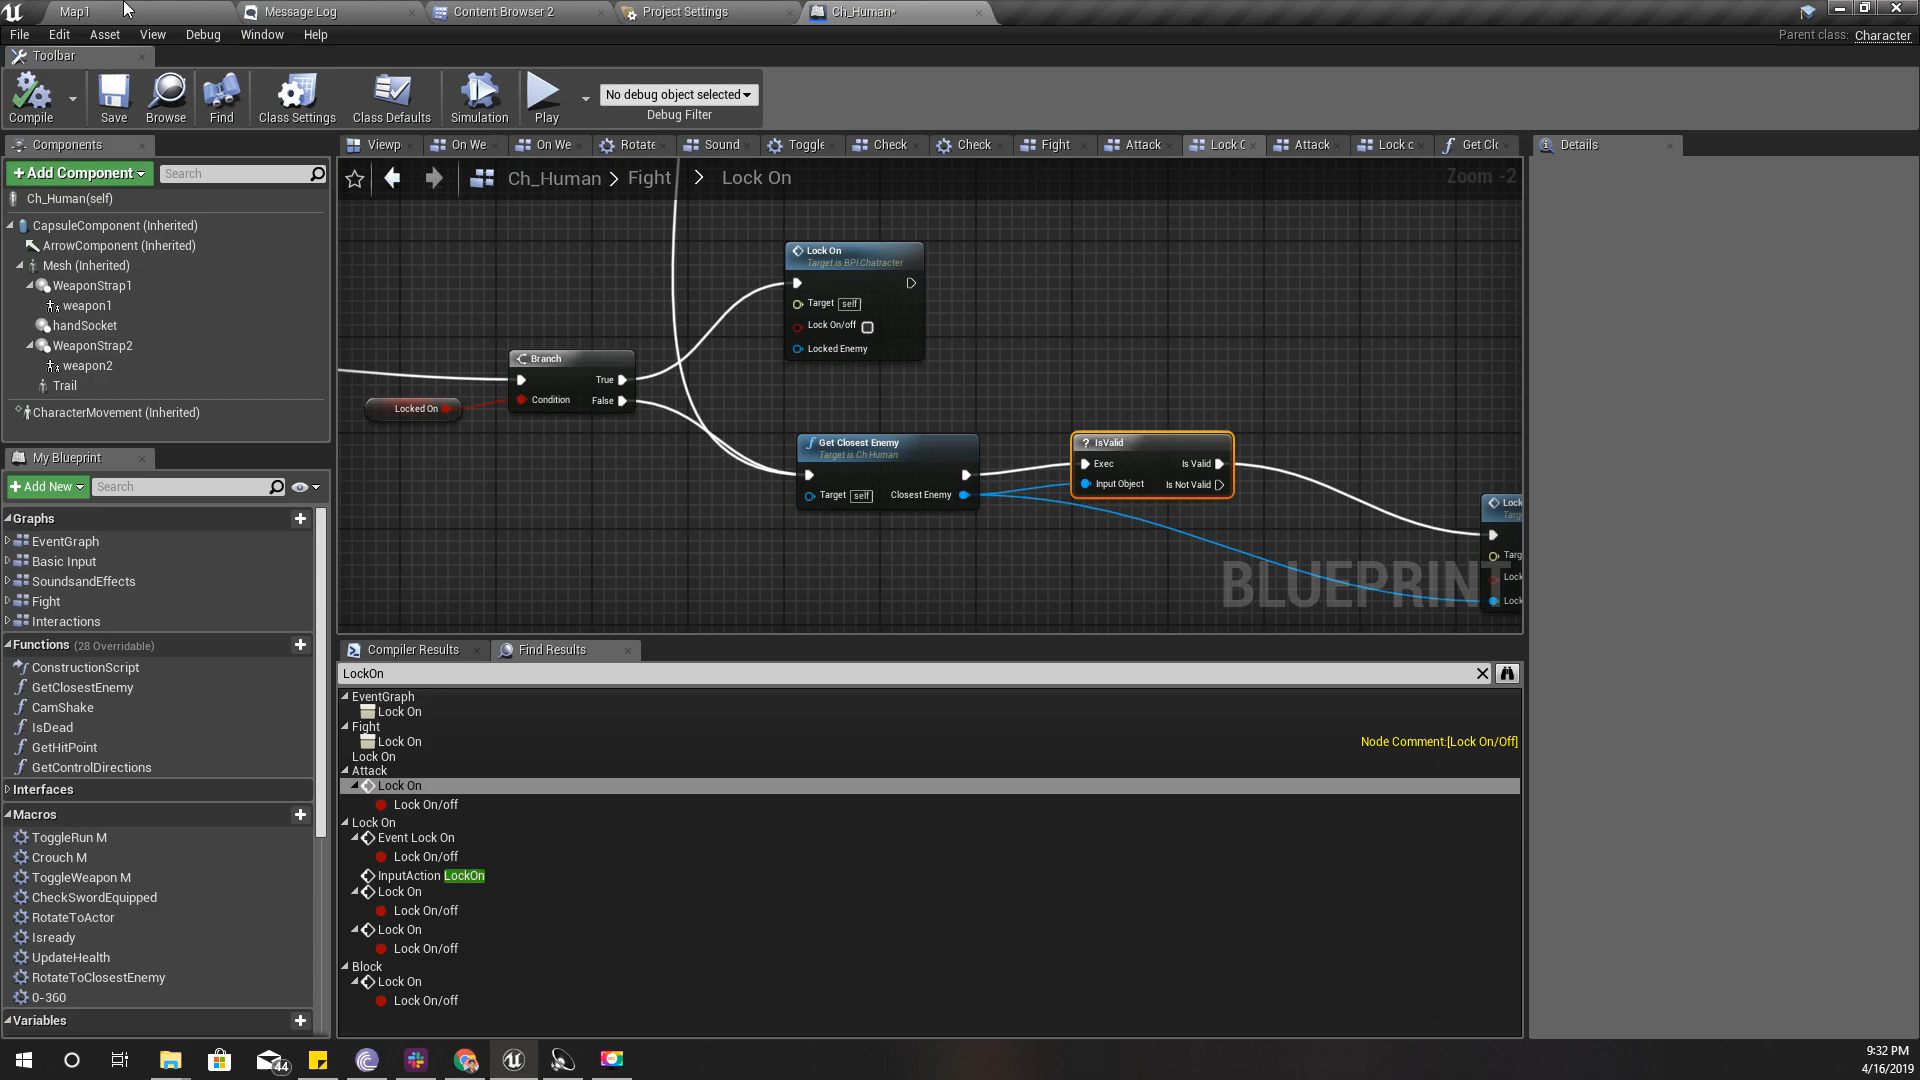 Map1
Message Log
Content Browser 2
Project Settings
Ch_Human*
File
Edit
Asset
View
Debug
Window
Help
Parent class: Character
Toolbar
Compile
Save
Browse
Find
Class Settings
Class Defaults
Simulation
Play
No debug object selected
Debug Filter
Components
Viewp
On We
On We
Rotate
Sound
Toggle
Check
Check
Fight
Attack
Lock C
Attack
Lock c
Get Clo
Details
+Add Component
Search
Ch_Human > Fight > Lock On
Zoom -2
Ch_Human(self)
CapsuleComponent (Inherited)
ArrowComponent (Inherited)
Mesh (Inherited)
WeaponStrap1
weapon1
handSocket
WeaponStrap2
weapon2
Trail
CharacterMovement (Inherited)
Lock On
Target is BPI Chatracter
Target self
Lock On/off
Locked Enemy
Branch
True
Condition
False
Locked On
Get Closest Enemy
Target is Ch Human
Target self
Closest Enemy
? IsValid
Exec
Is Valid
Input Object
Is Not Valid
Lock
Targ
Targ
Lock
Lock
BLUEPRINT
My Blueprint
+Add New
Search
Graphs
EventGraph
Basic Input
SoundsandEffects
Fight
Interactions
Functions (28 Overridable)
ConstructionScript
GetClosestEnemy
CamShake
IsDead
GetHitPoint
GetControlDirections
Interfaces
Macros
ToggleRun M
Crouch M
ToggleWeapon M
CheckSwordEquipped
RotateToActor
Isready
UpdateHealth
RotateToClosestEnemy
0-360
Variables
Compiler Results
Find Results
LockOn
EventGraph
Lock On
Fight
Lock On
Node Comment:[Lock On/Off]
Lock On
Attack
Lock On
Lock On/off
Lock On
Event Lock On
Lock On/off
InputAction LockOn
Lock On
Lock On/off
Lock On
Lock On/off
Block
Lock On
Lock On/off
44
9:32 PM
4/16/2019